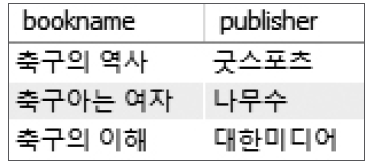 bookname publisher
축구의 역사 굿스포츠
축구아는 여자 나무수
축구의 이해 대한미디어